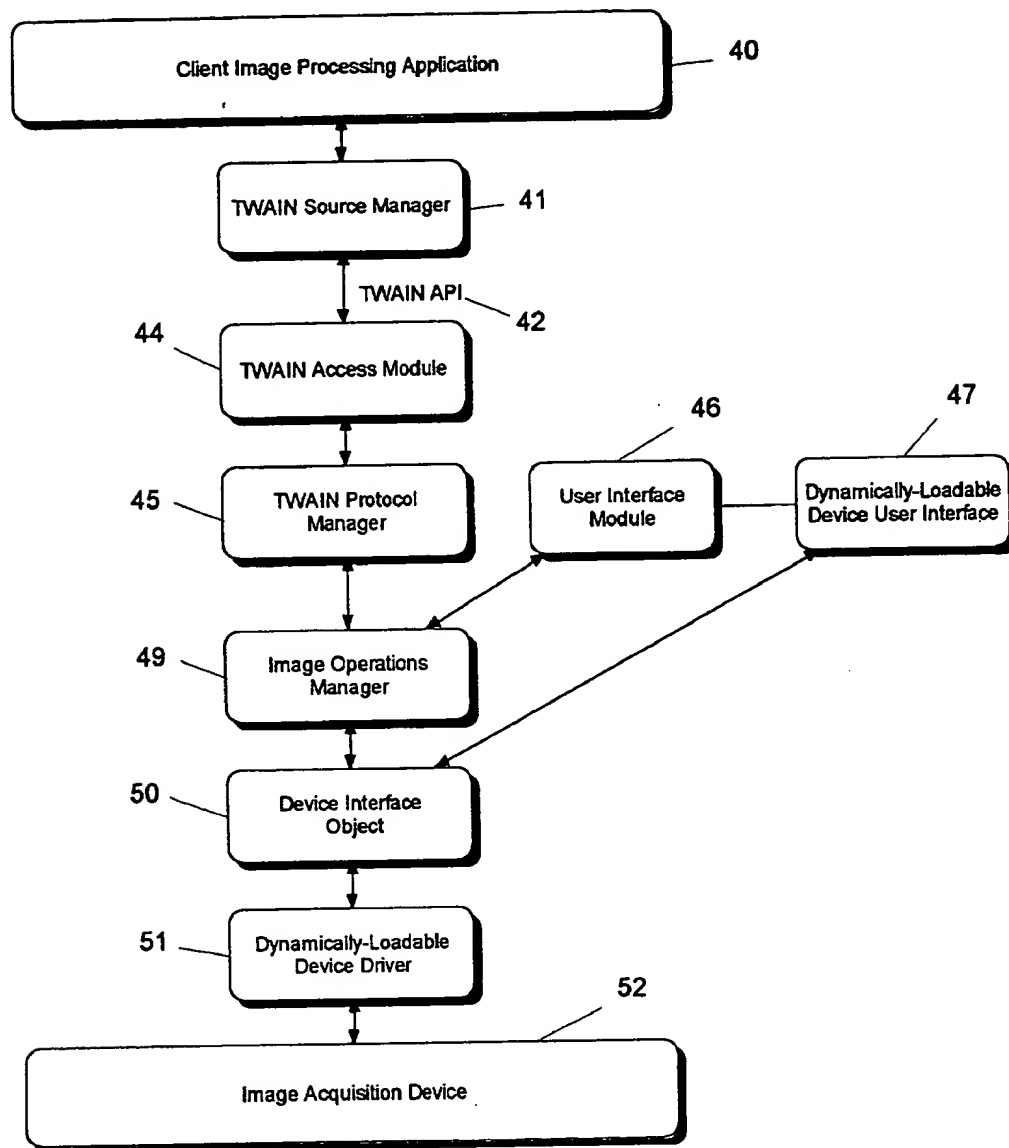 Client Image Processing Application
40
TWAIN Source Manager
41
TWAIN API
42
44
TWAIN Access Module
46
47
45
TWAIN Protocol
Manager
User Interface
Module
Dynamically-Loadable
Device User Interface
49
Image Operations
Manager
50
Device Interface
Object
51
Dynamically-Loadable
Device Driver
52
Image Acquisition Device